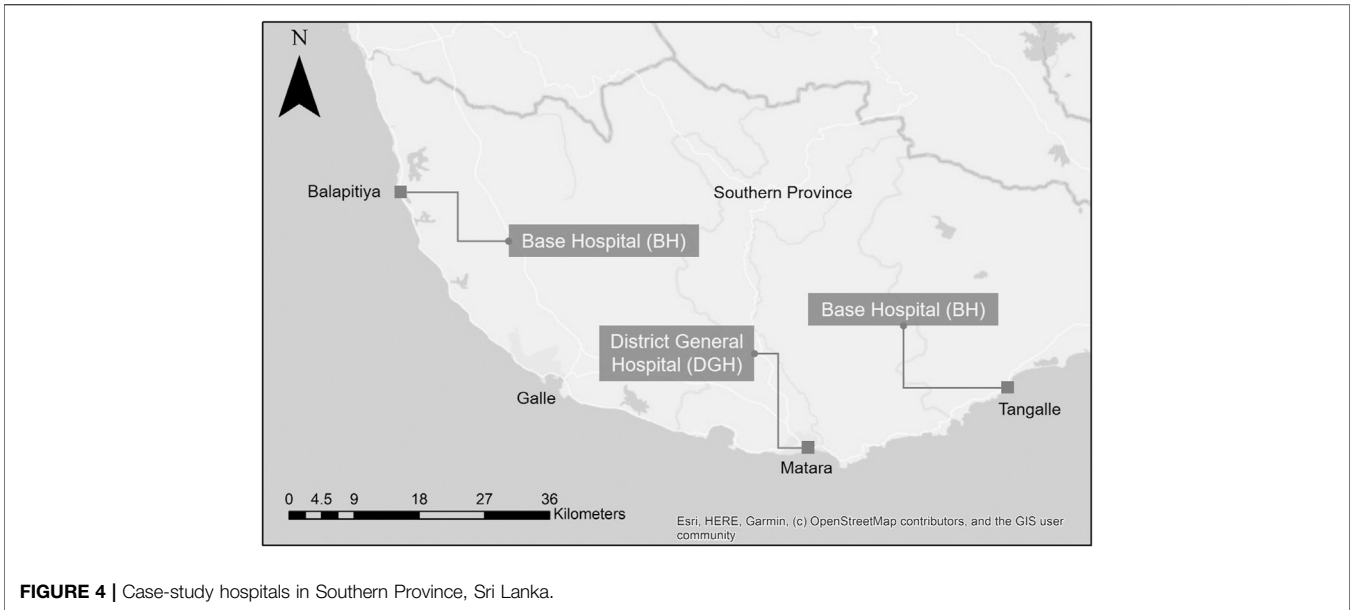 N
Balapitiya
Southern Province
Base Hospital (BH)
Base Hospital (BH)
District General
Hospital (DGH)
Galle
Tangalle
Matara
0 4.5 9 18 27 36
Kilometers
Esri, HERE, Garmin, (c) OpenStreetMap contributors, and the GIS user
community
FIGURE 4 | Case-study hospitals in Southern Province, Sri Lanka.